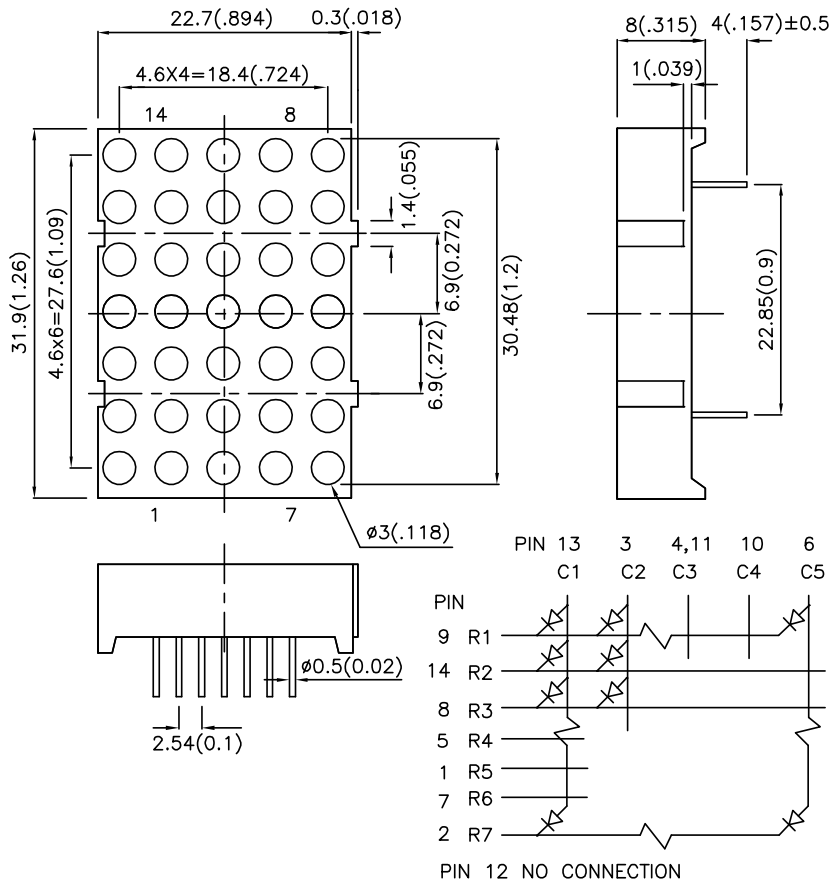 22.7(.894)
0.3(.018)
4.6X4=18.4(.724)
14
8
31.9(1.26)
4.6x6=27.6(1.09)
1.4(.055)
6.9(0.272)
6.9(.272)
30.48(1.2)
1
7
ø3(.118)
8(.315)
4(.157)±0.5
1(.039)
22.85(0.9)
ø0.5(0.02)
2.54(0.1)
PIN 13 3 4,11 10 6
C1 C2 C3 C4 C5
PIN
9 R1
14 R2
8 R3
5 R4
1 R5
7 R6
2 R7
PIN 12 NO CONNECTION